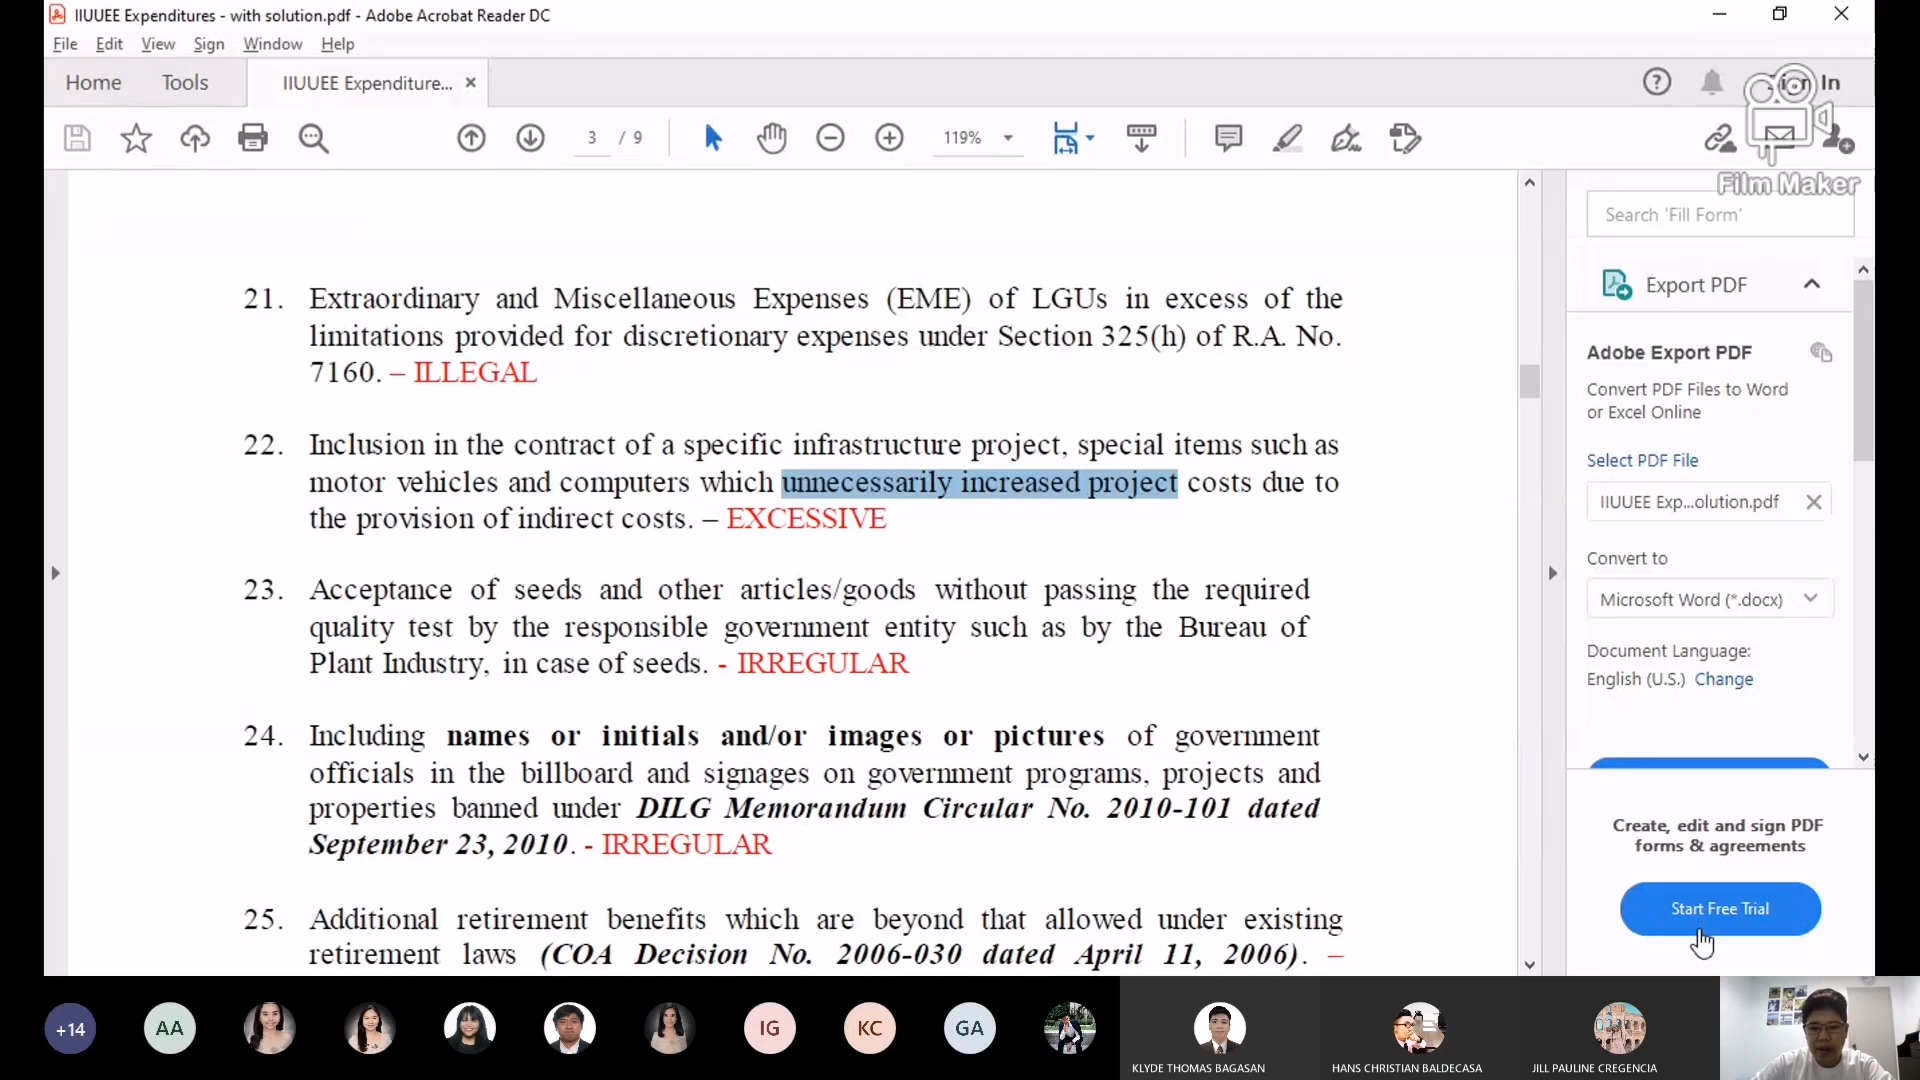 IIUUEE Expenditures - with solution.pdf - Adobe Acrobat Reader DC
File Edit View Sign Window Help
Home Tools IIUUEE Expenditure... ×
3 / 9 119%
Film Maker
Search 'Fill Form'
Export PDF
Adobe Export PDF
Convert PDF Files to Word
or Excel Online
Select PDF File
IIUUEE Exp...olution.pdf
Convert to
Microsoft Word (*.docx)
Document Language:
English (U.S.) Change
Create, edit and sign PDF
forms & agreements
Start Free Trial
21. Extraordinary and Miscellaneous Expenses (EME) of LGUs in excess of the
limitations provided for discretionary expenses under Section 325(h) of R.A. No.
7160. – ILLEGAL
22. Inclusion in the contract of a specific infrastructure project, special items such as
motor vehicles and computers which unnecessarily increased project costs due to
the provision of indirect costs. – EXCESSIVE
23. Acceptance of seeds and other articles/goods without passing the required
quality test by the responsible government entity such as by the Bureau of
Plant Industry, in case of seeds. - IRREGULAR
24. Including names or initials and/or images or pictures of government
officials in the billboard and signages on government programs, projects and
properties banned under DILG Memorandum Circular No. 2010-101 dated
September 23, 2010. - IRREGULAR
25. Additional retirement benefits which are beyond that allowed under existing
retirement laws (COA Decision No. 2006-030 dated April 11, 2006). –
+14 AA IG KC GA
KLYDE THOMAS BAGASAN HANS CHRISTIAN BALDECASA JILL PAULINE CREGENCIA